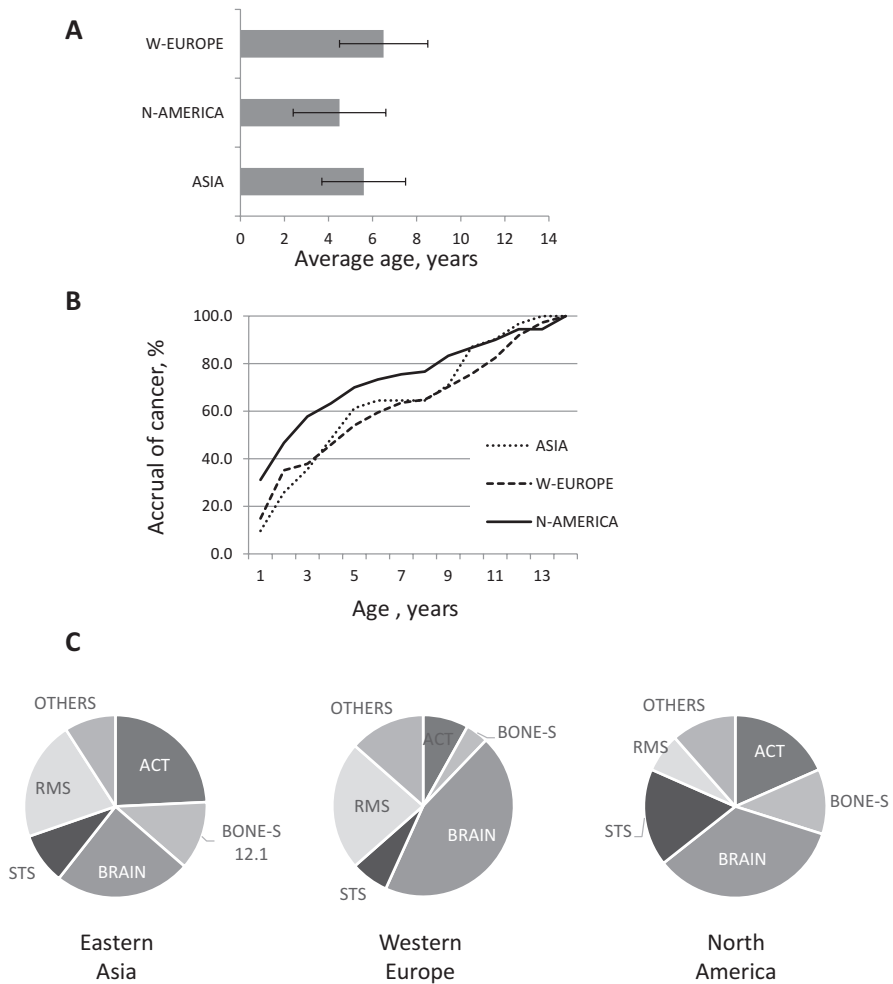 A
W-EUROPE
N-AMERICA
ASIA
0 2 4 6 8 10 12 14
Average age, years
B
Accrual of cancer, %
100.0
80.0
60.0
40.0
20.0
0.0
ASIA
W-EUROPE
N-AMERICA
1 3 5 7 9 11 13
Age , years
C
OTHERS
ACT
RMS
BONE-S
12.1
STS
BRAIN
Eastern
Asia
OTHERS
ACT
BONE-S
RMS
BRAIN
STS
Western
Europe
OTHERS
RMS
ACT
BONE-S
STS
BRAIN
North
America